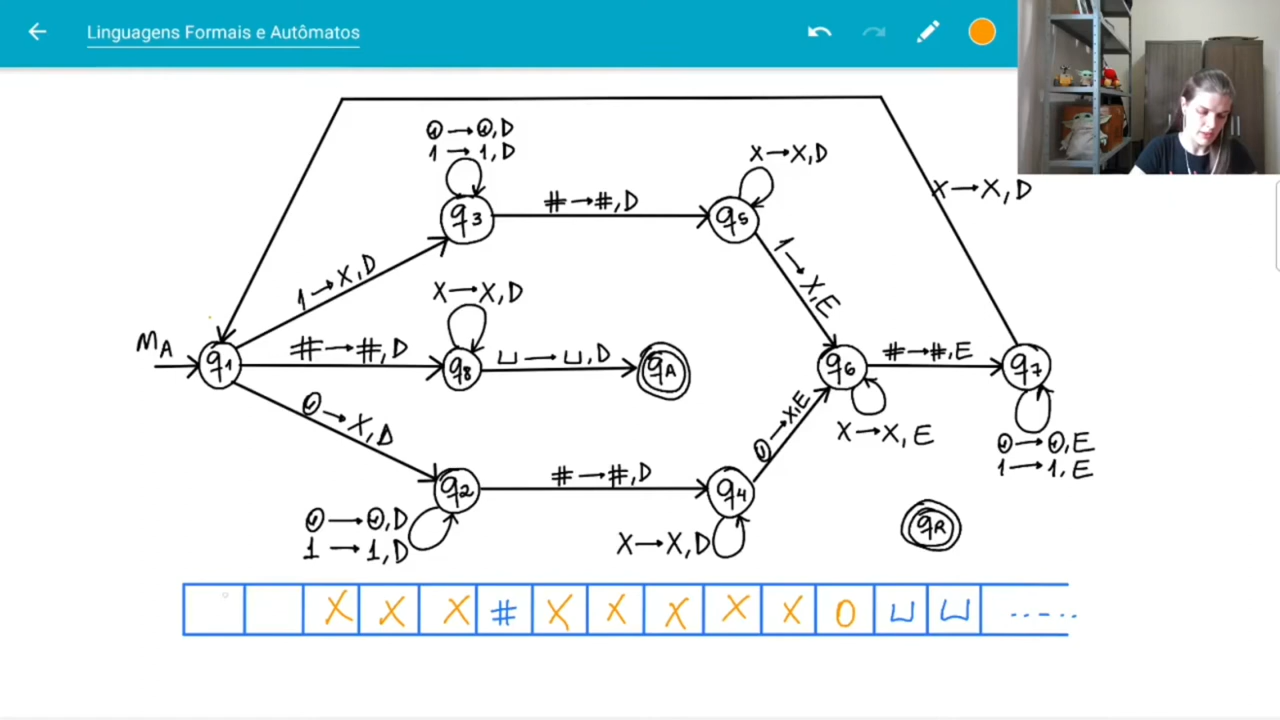 Linguagens Formais e Autômatos
0 → 0, D
1 → 1, D
X → X, D
X → X, D
q3
# → #, D
q5
1 → X, D
1 → X, E
X → X, D
MA
q1
# → #, D
q8
⊔ → ⊔, D
qA
q6
# → #, E
q7
0 → X, D
0 → X, E
X → X, E
0 → 0, E
1 → 1, E
q2
# → #, D
q4
0 → 0, D
1 → 1, D
X → X, D
qR
X X X # X X X X X 0 ⊔ ⊔ ......